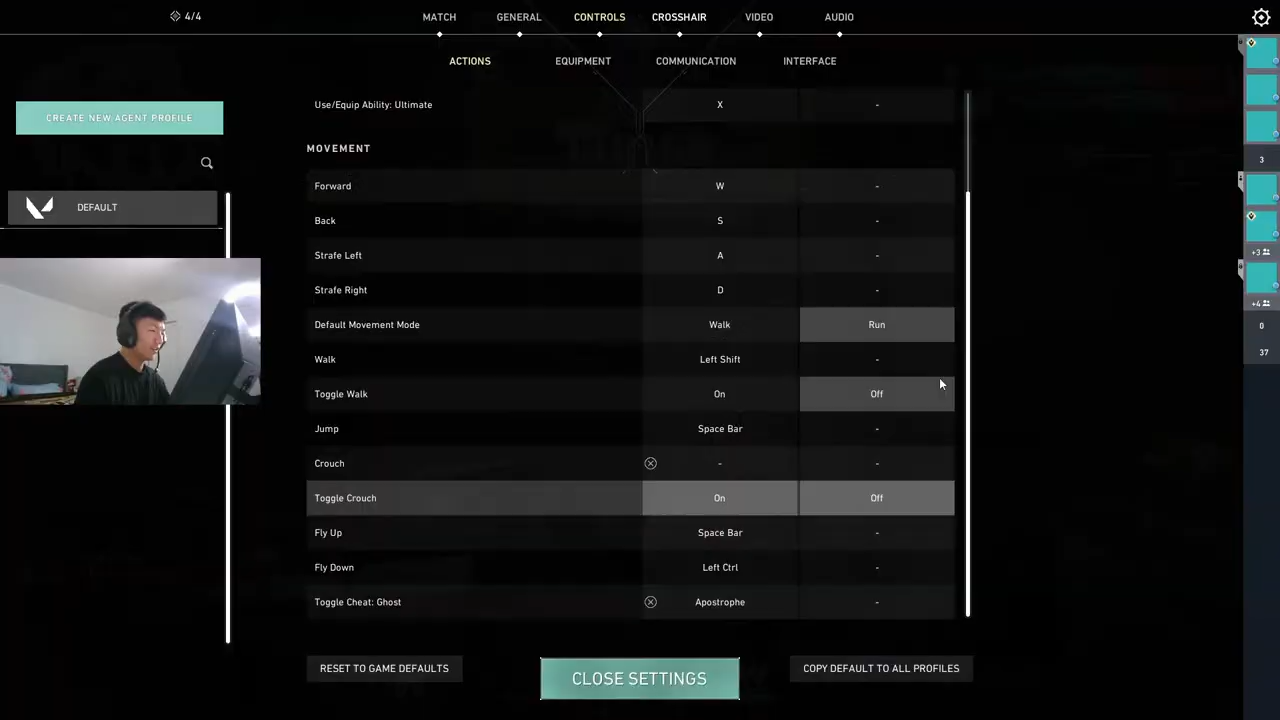 4/4
MATCH GENERAL CONTROLS CROSSHAIR VIDEO AUDIO
ACTIONS EQUIPMENT COMMUNICATION INTERFACE
CREATE NEW AGENT PROFILE
DEFAULT
Use/Equip Ability: Ultimate X -
MOVEMENT
Forward W -
Back S -
Strafe Left A -
Strafe Right D -
Default Movement Mode Walk Run
Walk Left Shift -
Toggle Walk On Off
Jump Space Bar -
Crouch - -
Toggle Crouch On Off
Fly Up Space Bar -
Fly Down Left Ctrl -
Toggle Cheat: Ghost Apostrophe -
RESET TO GAME DEFAULTS CLOSE SETTINGS COPY DEFAULT TO ALL PROFILES
3
+3
+4
0
37